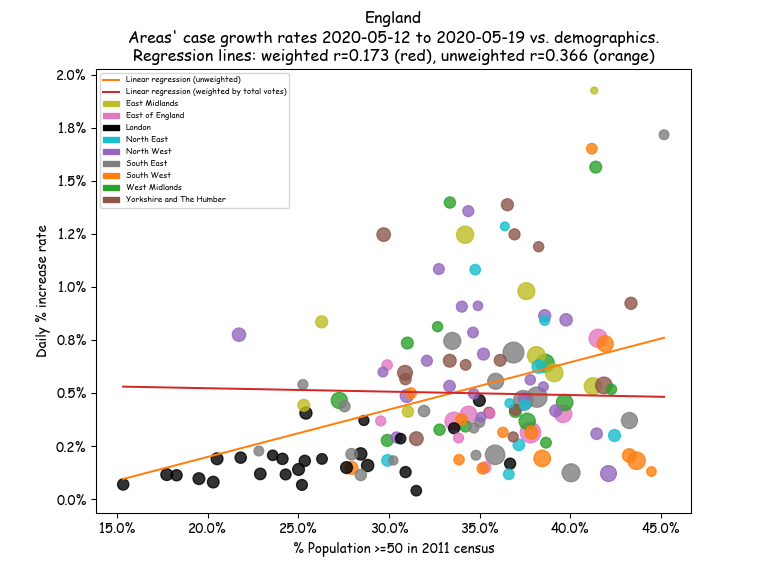 England
Areas' case growth rates 2020-05-12 to 2020-05-19 vs. demographics.
Regression lines: weighted r=0.173 (red), unweighted r=0.366 (orange)
Linear regression (unweighted)
Linear regression (weighted by total votes)
East Midlands
East of England
London
North East
North West
South East
South West
West Midlands
Yorkshire and The Humber
Daily % increase rate
2.0%
1.8%
1.5%
1.2%
1.0%
0.8%
0.5%
0.2%
0.0%
15.0% 20.0% 25.0% 30.0% 35.0% 40.0% 45.0%
% Population >=50 in 2011 census